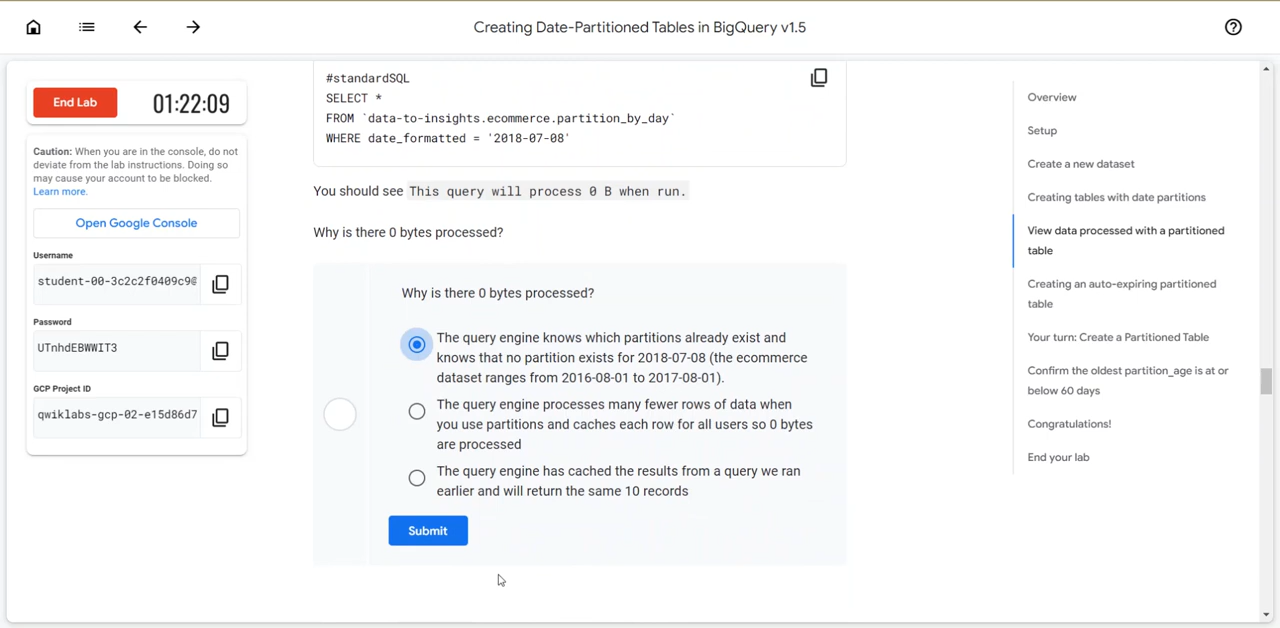 Creating Date-Partitioned Tables in BigQuery v1.5
End Lab
01:22:09
Caution: When you are in the console, do not
deviate from the lab instructions. Doing so
may cause your account to be blocked.
Learn more.
Open Google Console
Username
student-00-3c2c2f0409c9@
Password
UTnhdEBWWIT3
GCP Project ID
qwiklabs-gcp-02-e15d86d7
#standardSQL
SELECT *
FROM `data-to-insights.ecommerce.partition_by_day`
WHERE date_formatted = '2018-07-08'
You should see This query will process 0 B when run.
Why is there 0 bytes processed?
Why is there 0 bytes processed?
The query engine knows which partitions already exist and
knows that no partition exists for 2018-07-08 (the ecommerce
dataset ranges from 2016-08-01 to 2017-08-01).
The query engine processes many fewer rows of data when
you use partitions and caches each row for all users so 0 bytes
are processed
The query engine has cached the results from a query we ran
earlier and will return the same 10 records
Submit
Overview
Setup
Create a new dataset
Creating tables with date partitions
View data processed with a partitioned
table
Creating an auto-expiring partitioned
table
Your turn: Create a Partitioned Table
Confirm the oldest partition_age is at or
below 60 days
Congratulations!
End your lab